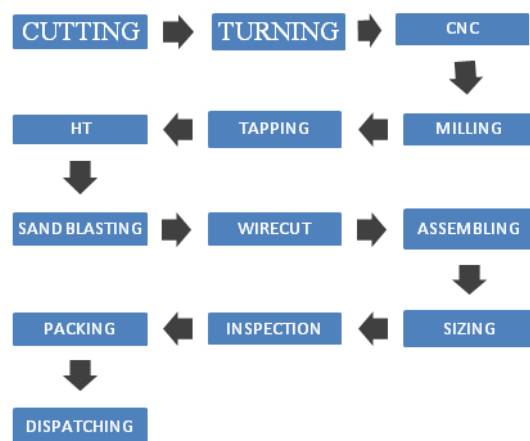 CUTTING
TURNING
CNC
MILLING
TAPPING
HT
SAND BLASTING
WIRECUT
ASSEMBLING
SIZING
INSPECTION
PACKING
DISPATCHING